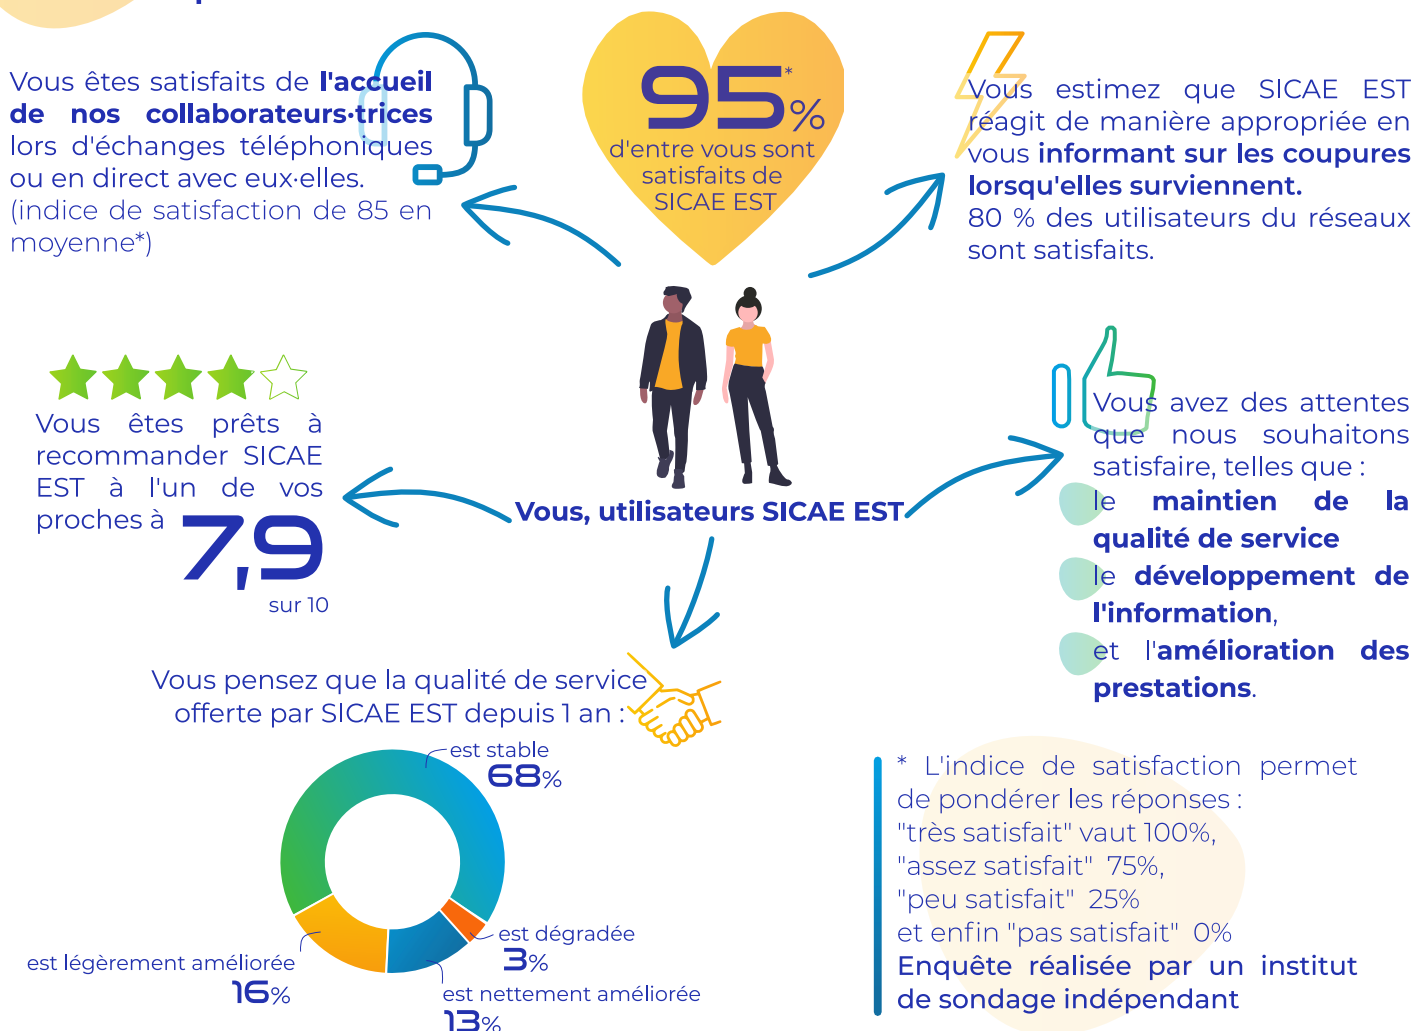 Vous êtes satisfaits de l'accueil
de nos collaborateurs·trices
lors d'échanges téléphoniques
ou en direct avec eux·elles.
(indice de satisfaction de 85 en
moyenne*)
95*%
d'entre vous sont
satisfaits de
SICAE EST
Vous estimez que SICAE EST
réagit de manière appropriée en
vous informant sur les coupures
lorsqu'elles surviennent.
80 % des utilisateurs du réseaux
sont satisfaits.
Vous êtes prêts à
recommander SICAE
EST à l'un de vos
proches à 7,9
sur 10
Vous, utilisateurs SICAE EST
Vous avez des attentes
que nous souhaitons
satisfaire, telles que :
le maintien de la
qualité de service
le développement de
l'information,
et l'amélioration des
prestations.
Vous pensez que la qualité de service
offerte par SICAE EST depuis 1 an :
est stable
68%
est dégradée
3%
est légèrement améliorée
16%
est nettement améliorée
13%
* L'indice de satisfaction permet
de pondérer les réponses :
"très satisfait" vaut 100%,
"assez satisfait" 75%,
"peu satisfait" 25%
et enfin "pas satisfait" 0%
Enquête réalisée par un institut
de sondage indépendant